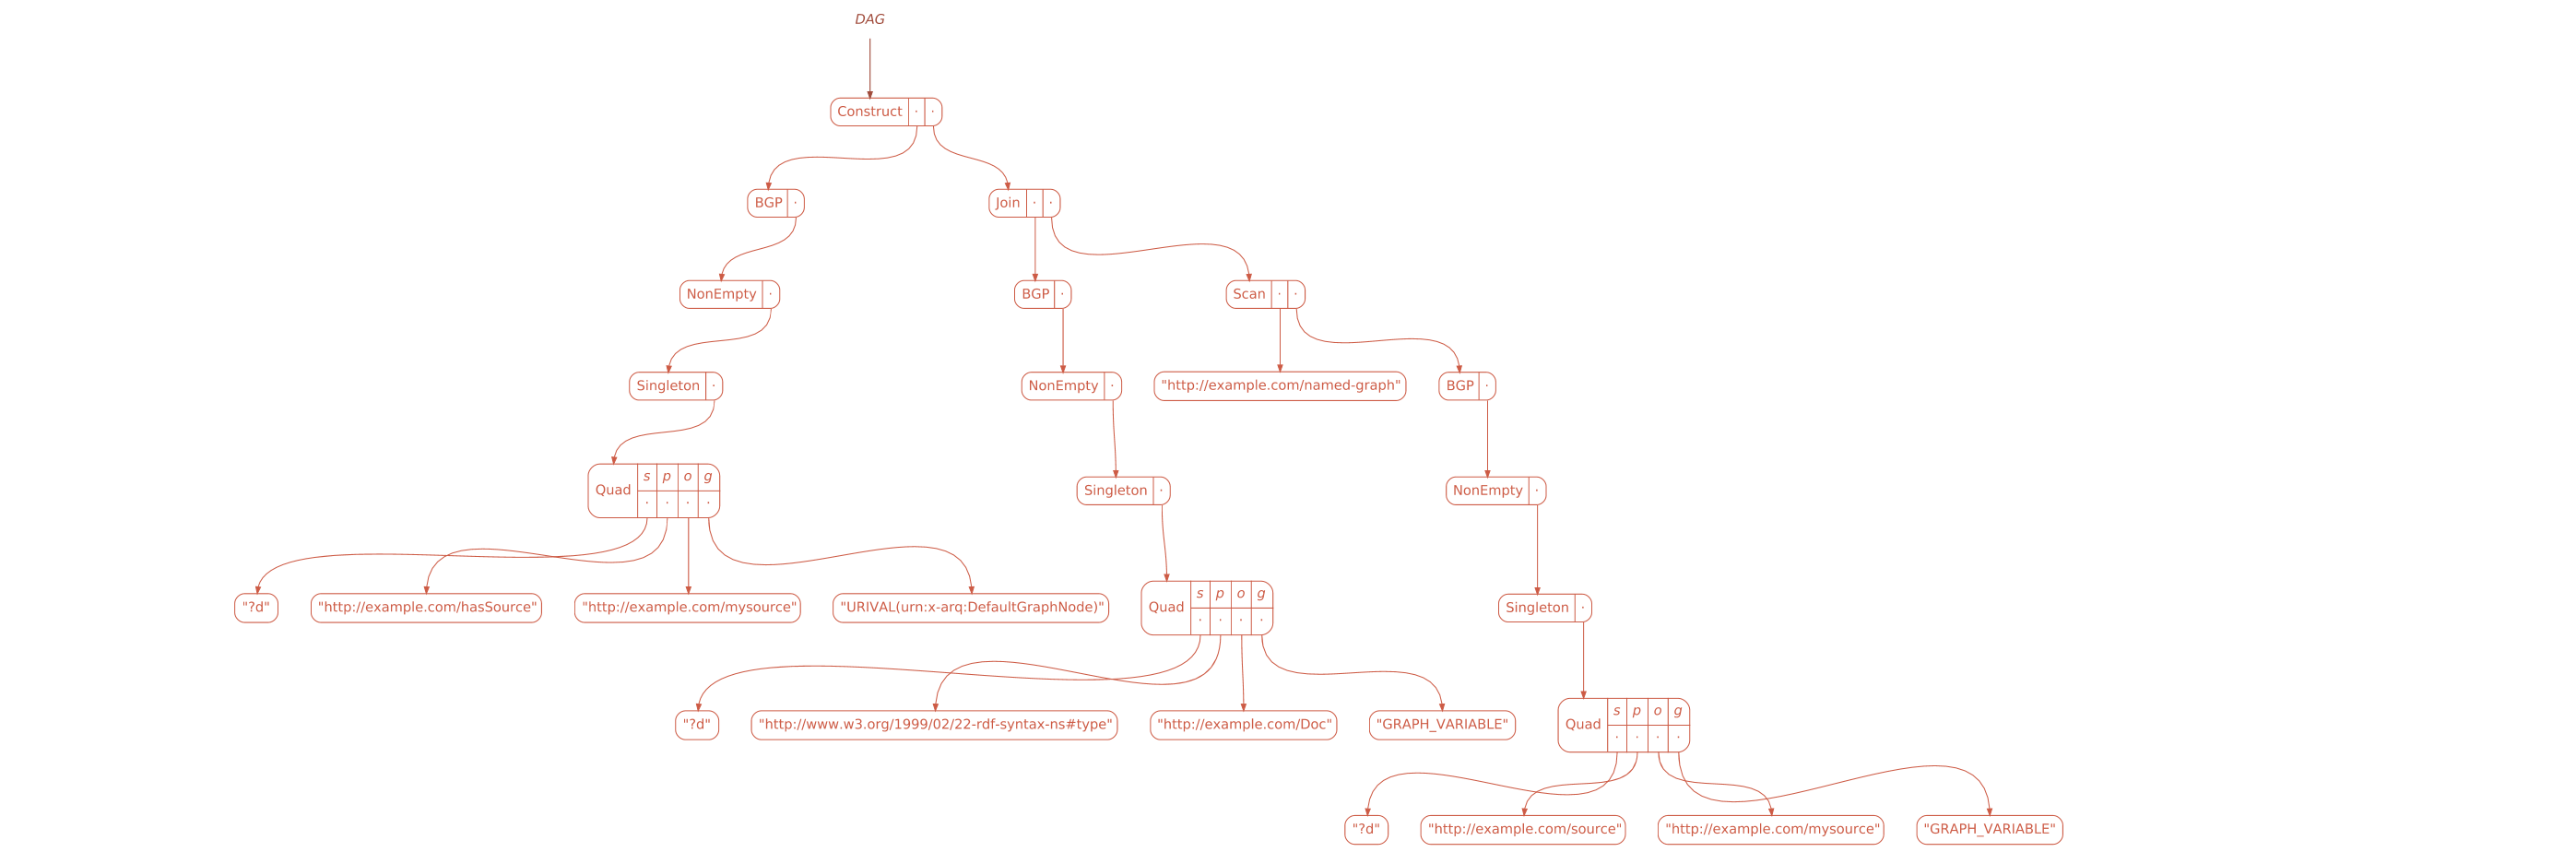 DAG
Construct · ·
BGP ·
Join · ·
NonEmpty ·
BGP ·
Scan · ·
Singleton ·
NonEmpty ·
"http://example.com/named-graph"
BGP ·
Quad s p o g
· · · ·
Singleton ·
NonEmpty ·
"?d"
"http://example.com/hasSource"
"http://example.com/mysource"
"URIVAL(urn:x-arq:DefaultGraphNode)"
Quad s p o g
· · · ·
Singleton ·
"?d"
"http://www.w3.org/1999/02/22-rdf-syntax-ns#type"
"http://example.com/Doc"
"GRAPH_VARIABLE"
Quad s p o g
· · · ·
"?d"
"http://example.com/source"
"http://example.com/mysource"
"GRAPH_VARIABLE"